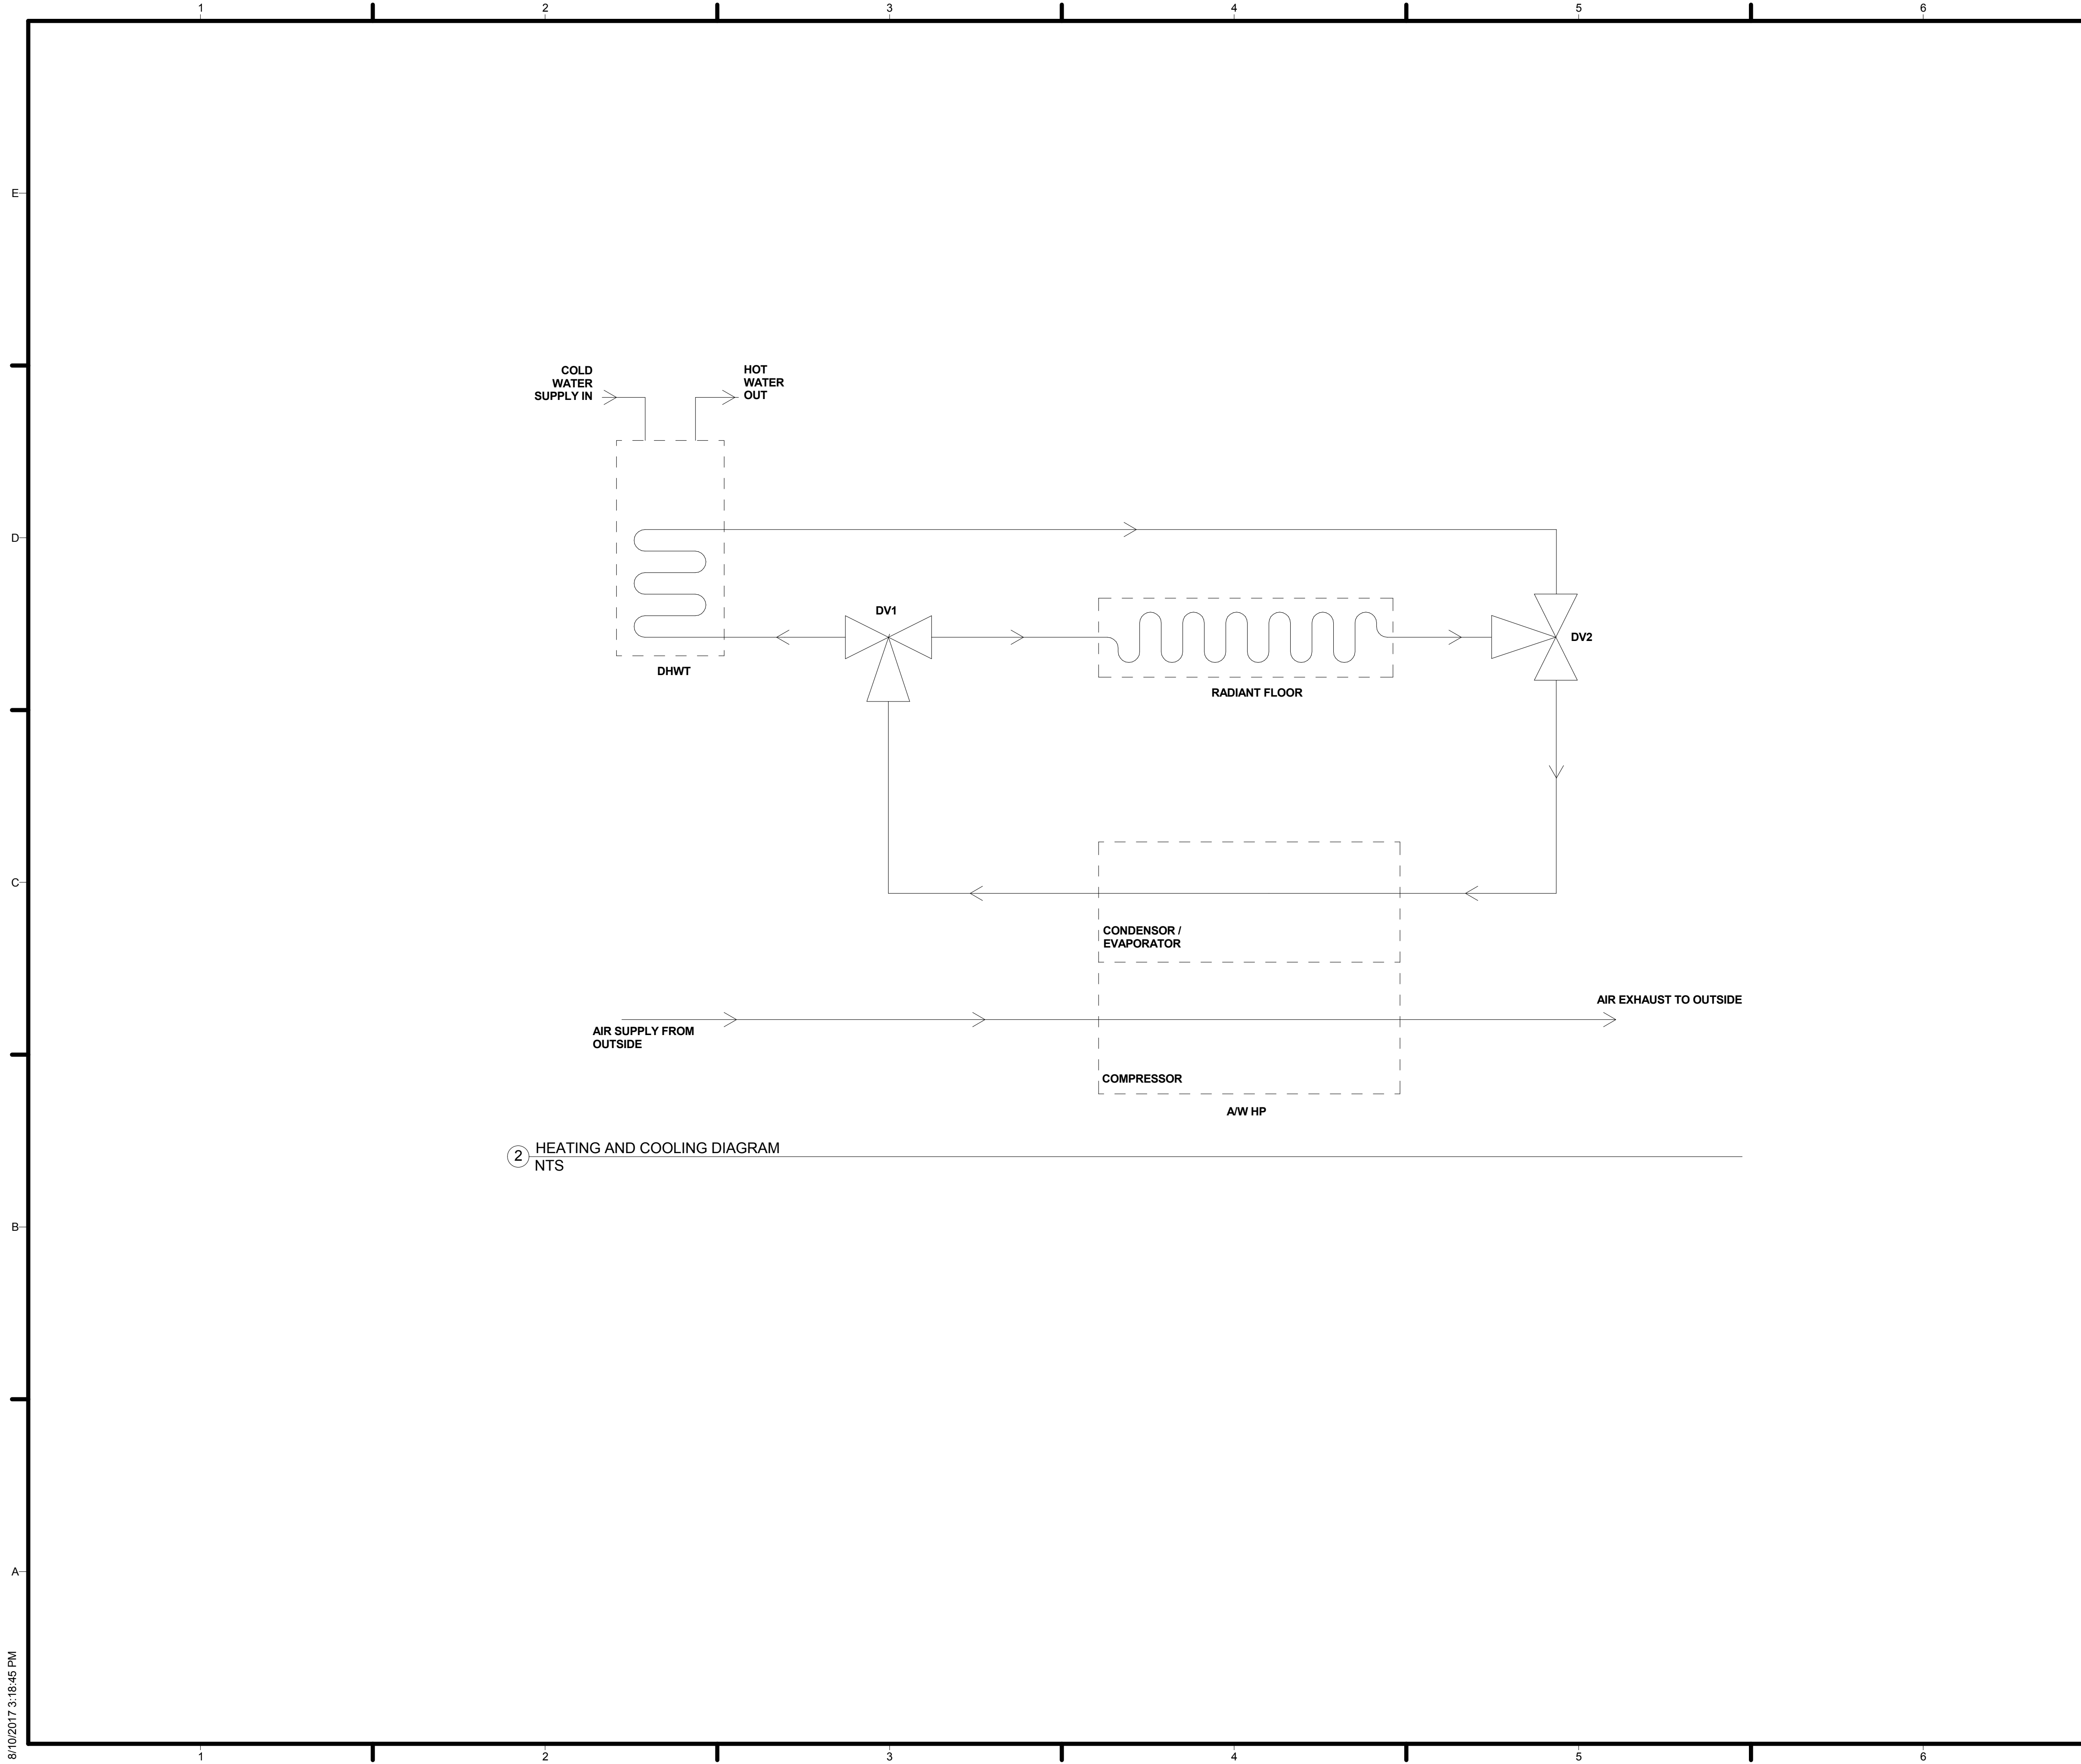 1 2 3 4 5 6
E
COLD
WATER
SUPPLY IN
HOT
WATER
OUT
D
DV1
DV2
DHWT
RADIANT FLOOR
C
CONDENSOR /
EVAPORATOR
AIR EXHAUST TO OUTSIDE
AIR SUPPLY FROM
OUTSIDE
COMPRESSOR
A/W HP
2 HEATING AND COOLING DIAGRAM
NTS
B
A
8/10/2017 3:18:45 PM
1 2 3 4 5 6